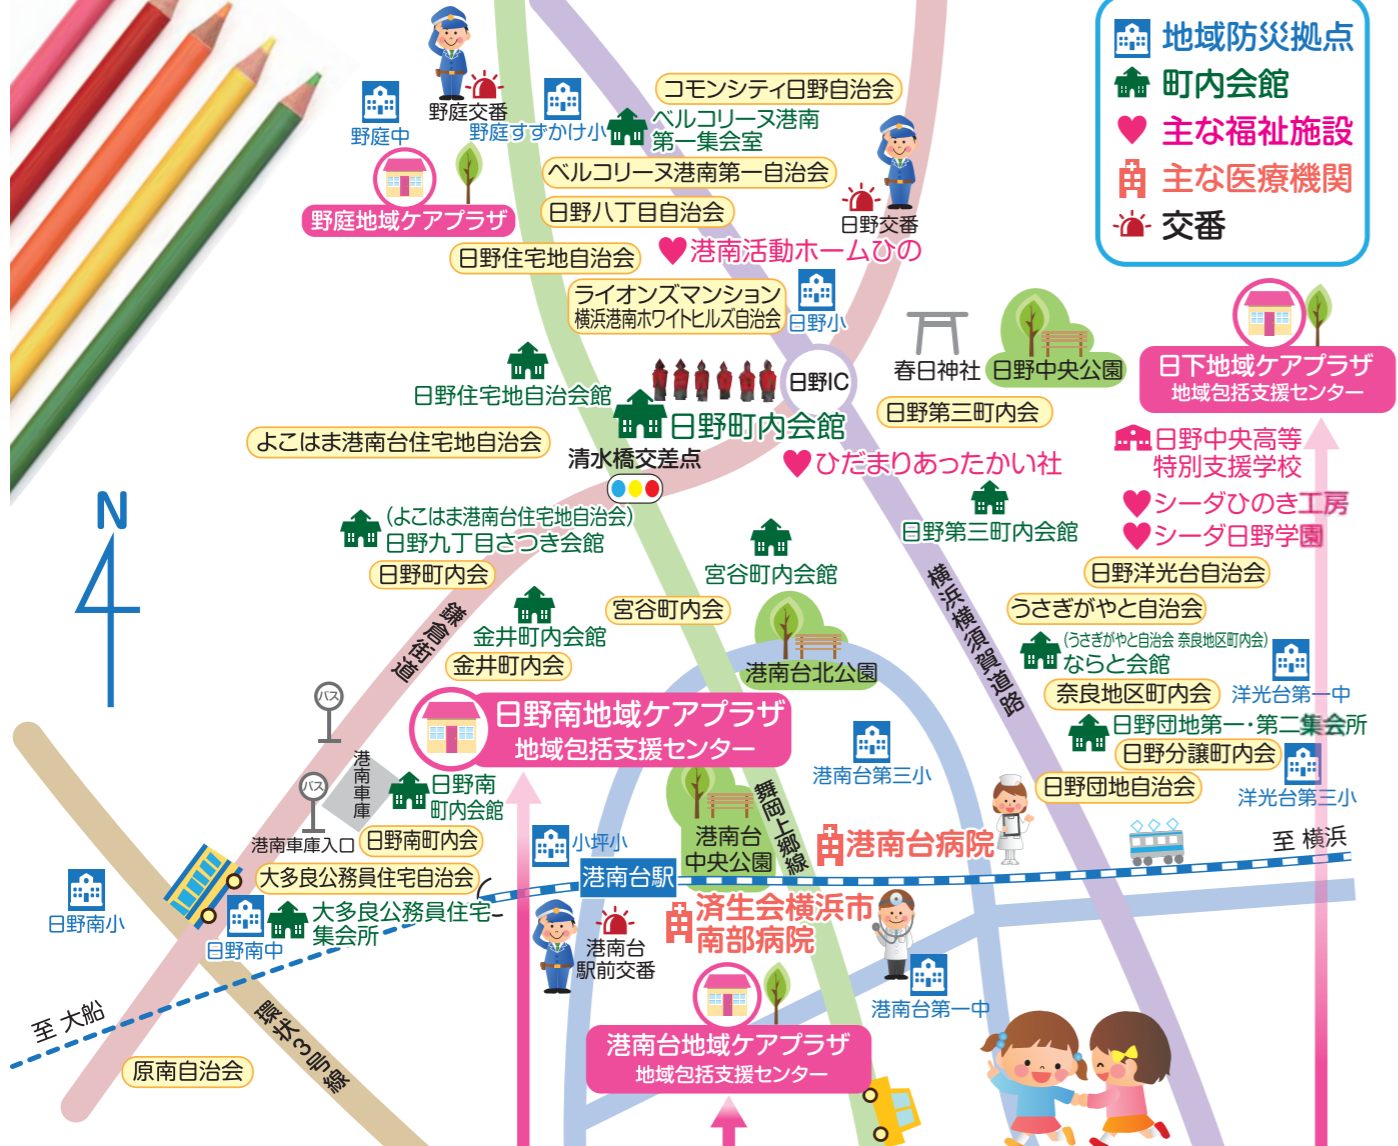 地域防災拠点
町内会館
主な福祉施設
主な医療機関
交番
野庭交番
野庭中
野庭すずかけ小
コモンシティ日野自治会
ベルコリーヌ港南
第一集会室
ベルコリーヌ港南第一自治会
野庭地域ケアプラザ
日野八丁目自治会
日野交番
港南活動ホームひの
日野住宅地自治会
ライオンズマンション
横浜港南ホワイトヒルズ自治会
日野小
日野IC
春日神社
日野中央公園
日下地域ケアプラザ
地域包括支援センター
日野住宅地自治会館
日野町内会館
日野第三町内会
よこはま港南台住宅地自治会
清水橋交差点
ひだまりあったかい社
日野中央高等
特別支援学校
シーダひのき工房
シーダ日野学園
N
(よこはま港南台住宅地自治会)
日野九丁目さつき会館
日野町内会
宮谷町内会館
日野第三町内会館
日野洋光台自治会
横浜横須賀道路
うさぎがやと自治会
宮谷町内会
金井町内会館
金井町内会
鎌倉街道
(うさぎがやと自治会 奈良地区町内会)
ならと会館
奈良地区町内会
洋光台第一中
港南台北公園
バス
日野南地域ケアプラザ
地域包括支援センター
日野団地第一・第二集会所
日野分譲町内会
港南台第三小
日野団地自治会
洋光台第三小
港南車庫
バス
日野南
町内会館
港南車庫入口
日野南町内会
小坪小
港南台
中央公園
舞岡上郷線
港南台病院
至 横浜
大多良公務員住宅自治会
港南台駅
日野南小
日野南中
大多良公務員住宅
集会所
港南台
駅前交番
済生会横浜市
南部病院
港南台第一中
至 大船
環状3号線
原南自治会
港南台地域ケアプラザ
地域包括支援センター